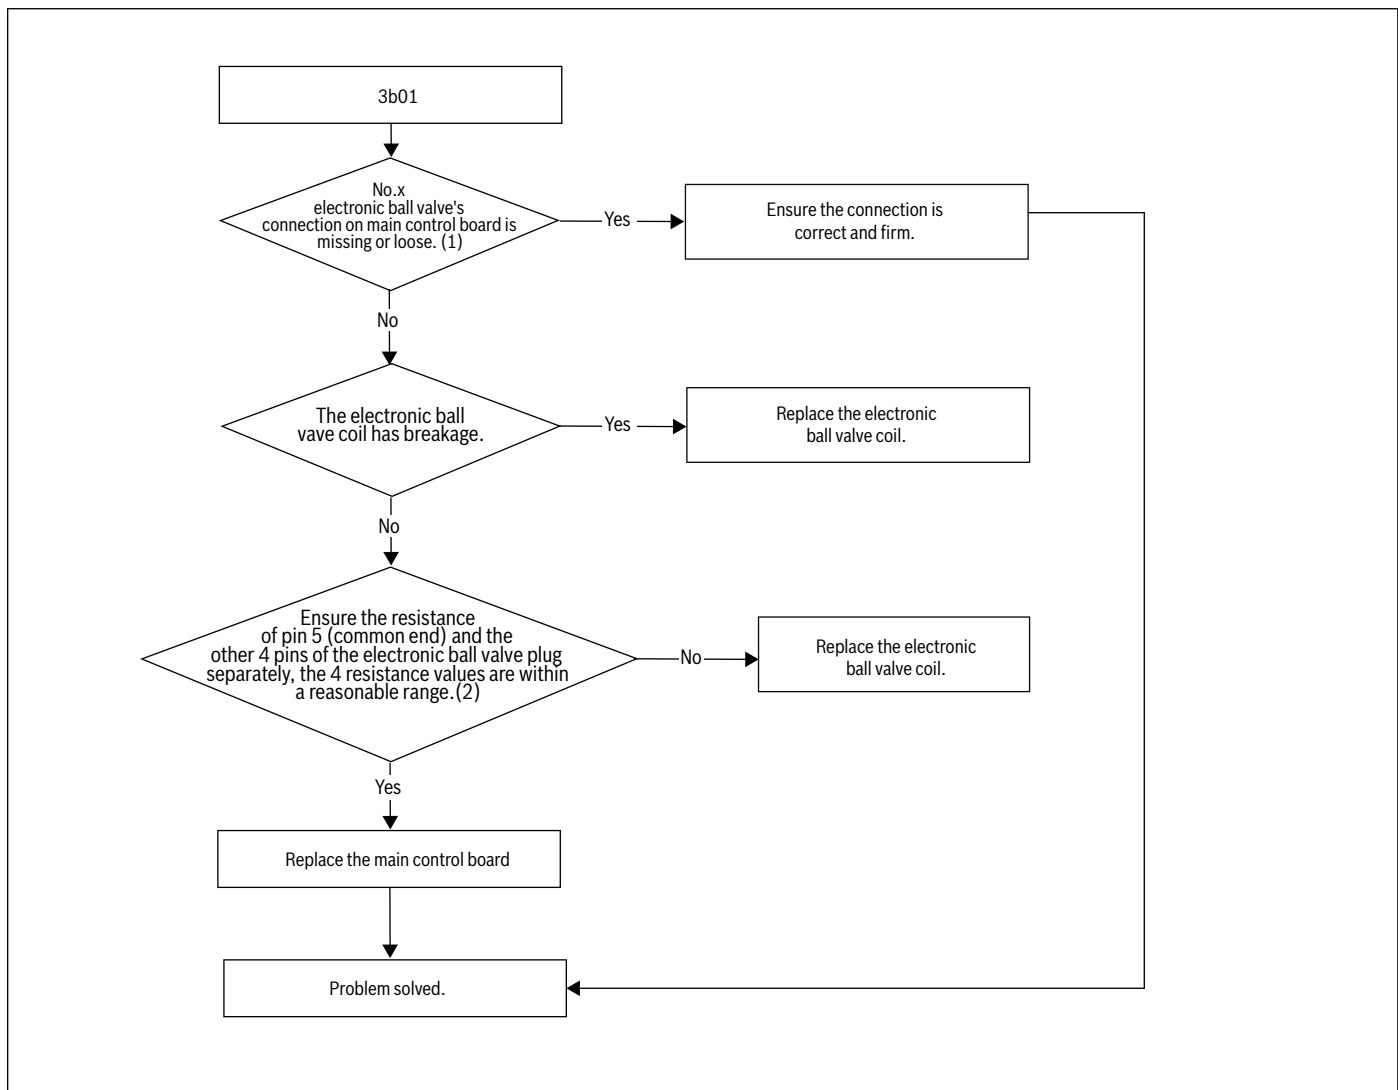 3b01
No.x
electronic ball valve's
connection on main control board is
missing or loose. (1)
Yes
Ensure the connection is
correct and firm.
No
The electronic ball
vave coil has breakage.
Yes
Replace the electronic
ball valve coil.
No
Ensure the resistance
of pin 5 (common end) and the
other 4 pins of the electronic ball valve plug
separately, the 4 resistance values are within
a reasonable range.(2)
No
Replace the electronic
ball valve coil.
Yes
Replace the main control board
Problem solved.